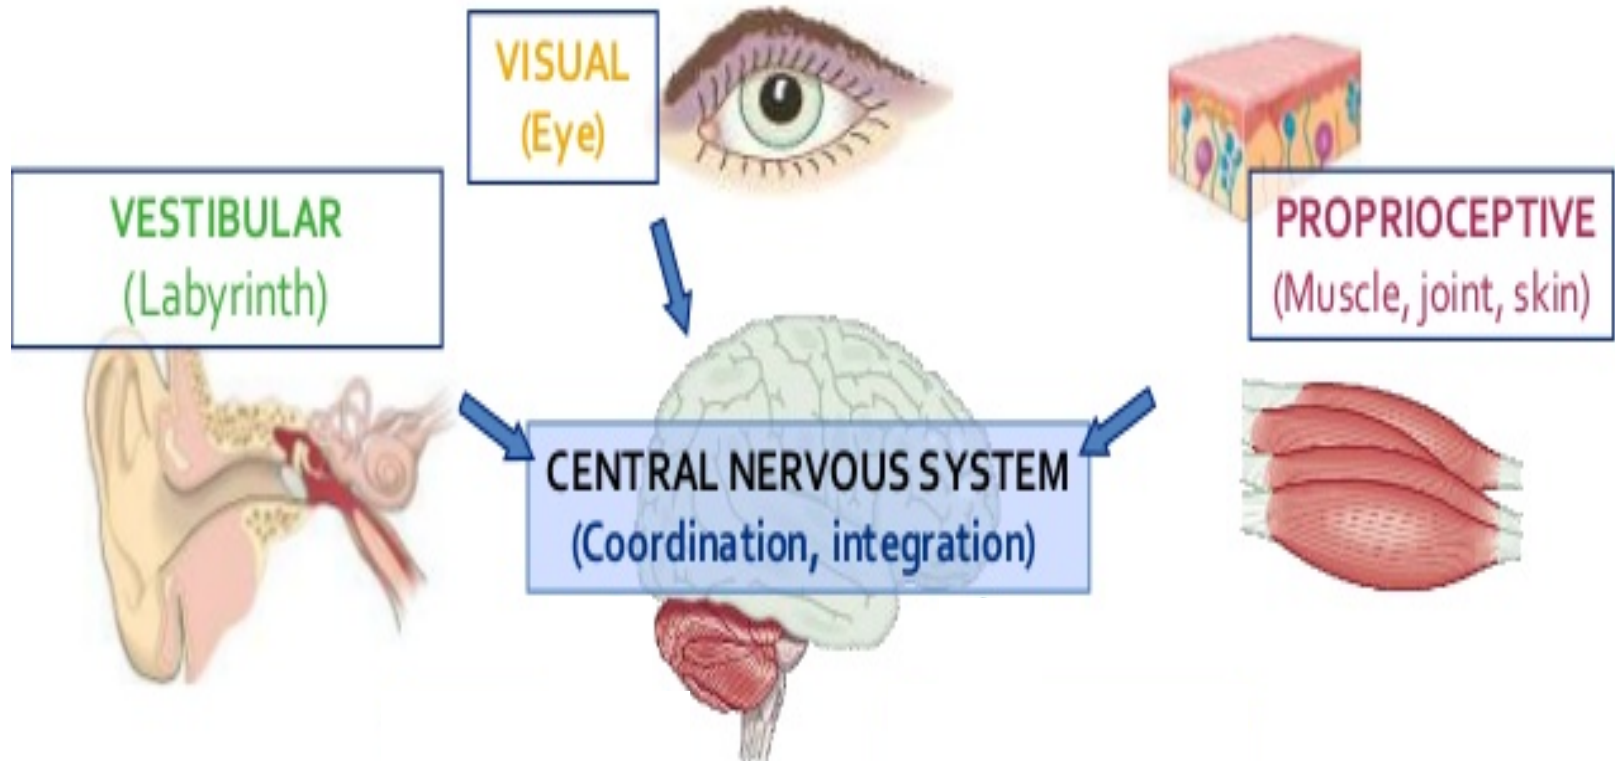 VISUAL
(Eye)
VESTIBULAR
(Labyrinth)
PROPRIOCEPTIVE
(Muscle, joint, skin)
CENTRAL NERVOUS SYSTEM
(Coordination, integration)